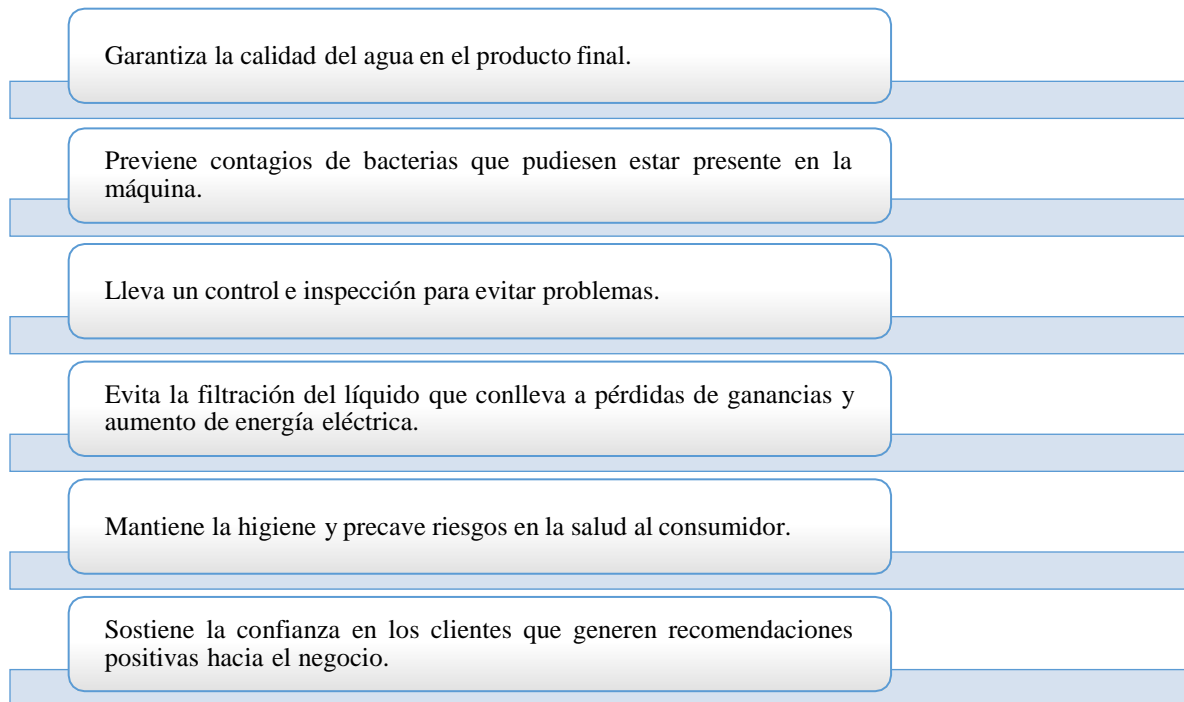 Garantiza la calidad del agua en el producto final.
Previene contagios de bacterias que pudiesen estar presente en la
máquina.
Lleva un control e inspección para evitar problemas.
Evita la filtración del líquido que conlleva a pérdidas de ganancias y
aumento de energía eléctrica.
Mantiene la higiene y precave riesgos en la salud al consumidor.
Sostiene la confianza en los clientes que generen recomendaciones
positivas hacia el negocio.